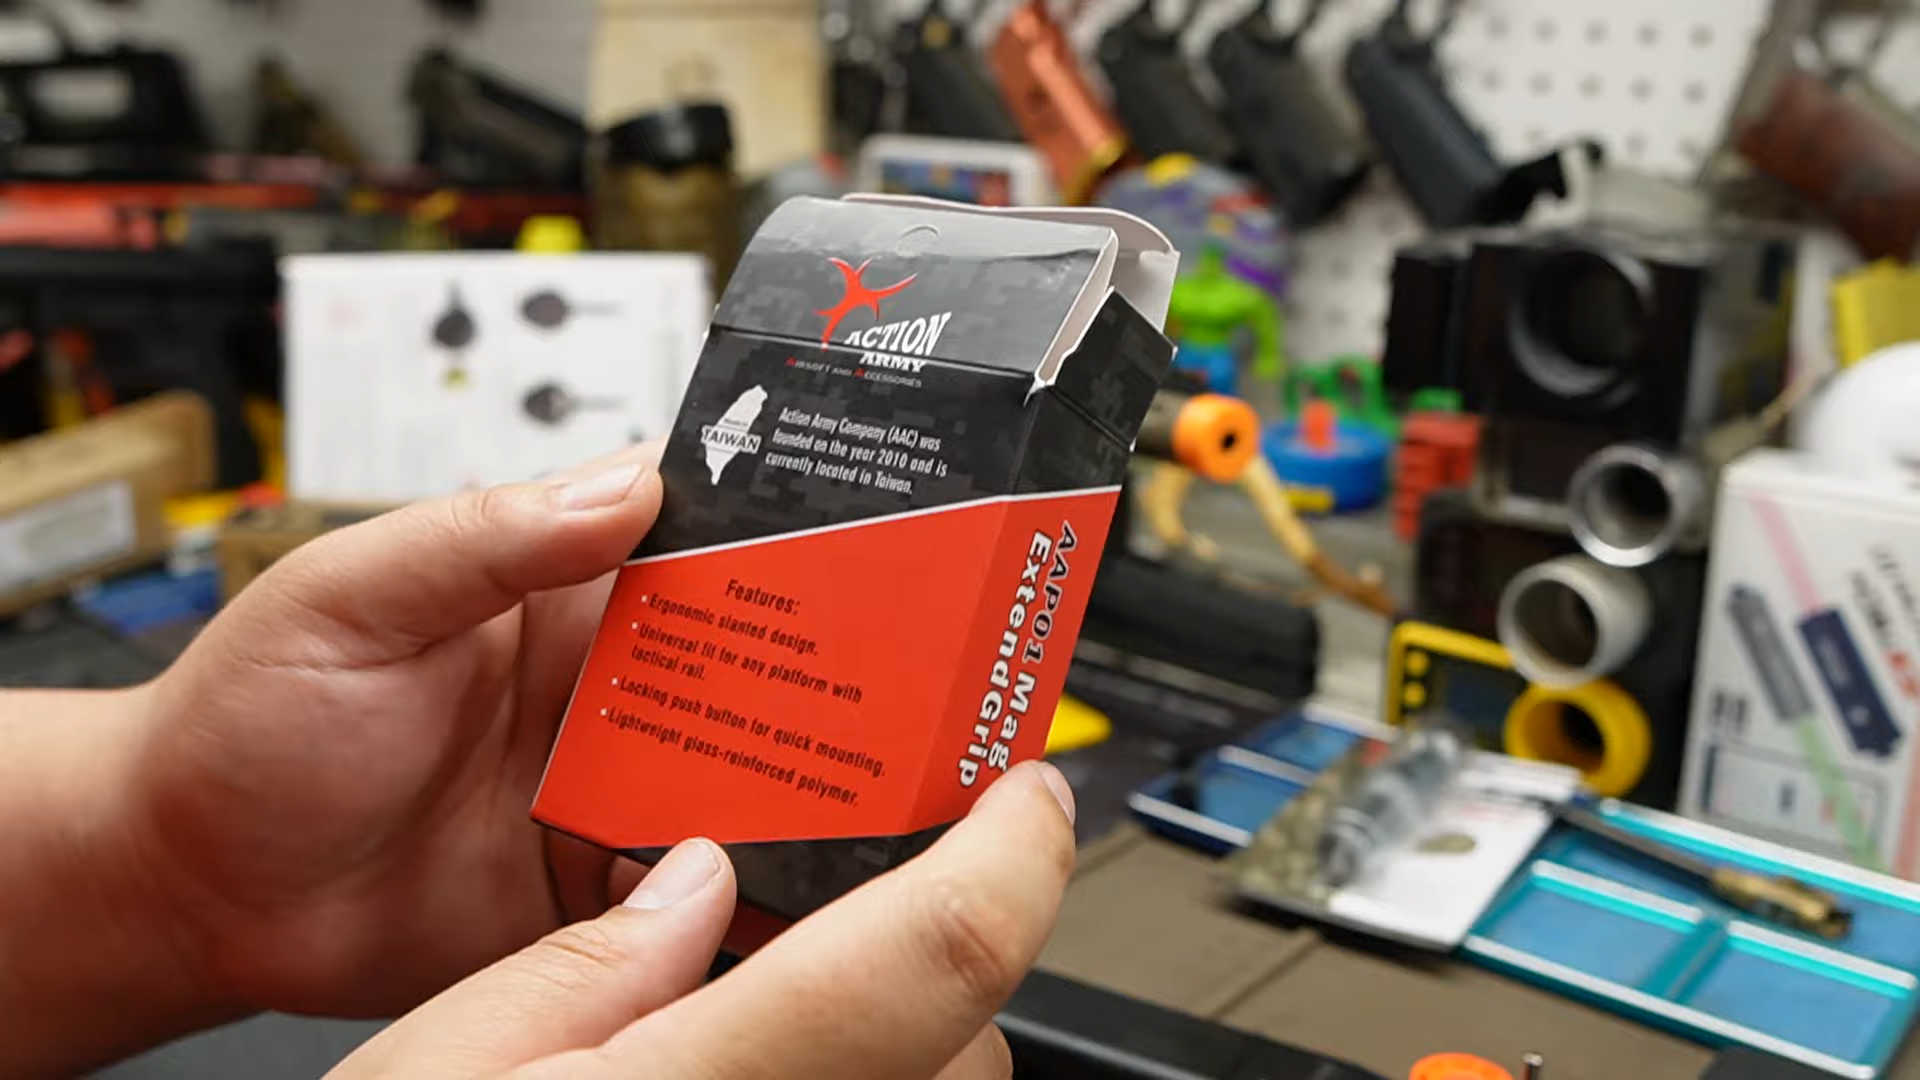 ACTION
ARMY
AIRSOFT AND ACCESSORIES
Made in
TAIWAN
Action Army Company (AAC) was
founded on the year 2010 and is
currently located in Taiwan.
Features:
• Ergonomic slanted design.
• Universal fit for any platform with
tactical rail.
• Locking push button for quick mounting.
• Lightweight glass-reinforced polymer.
AAP01 Mag
ExtendGrip